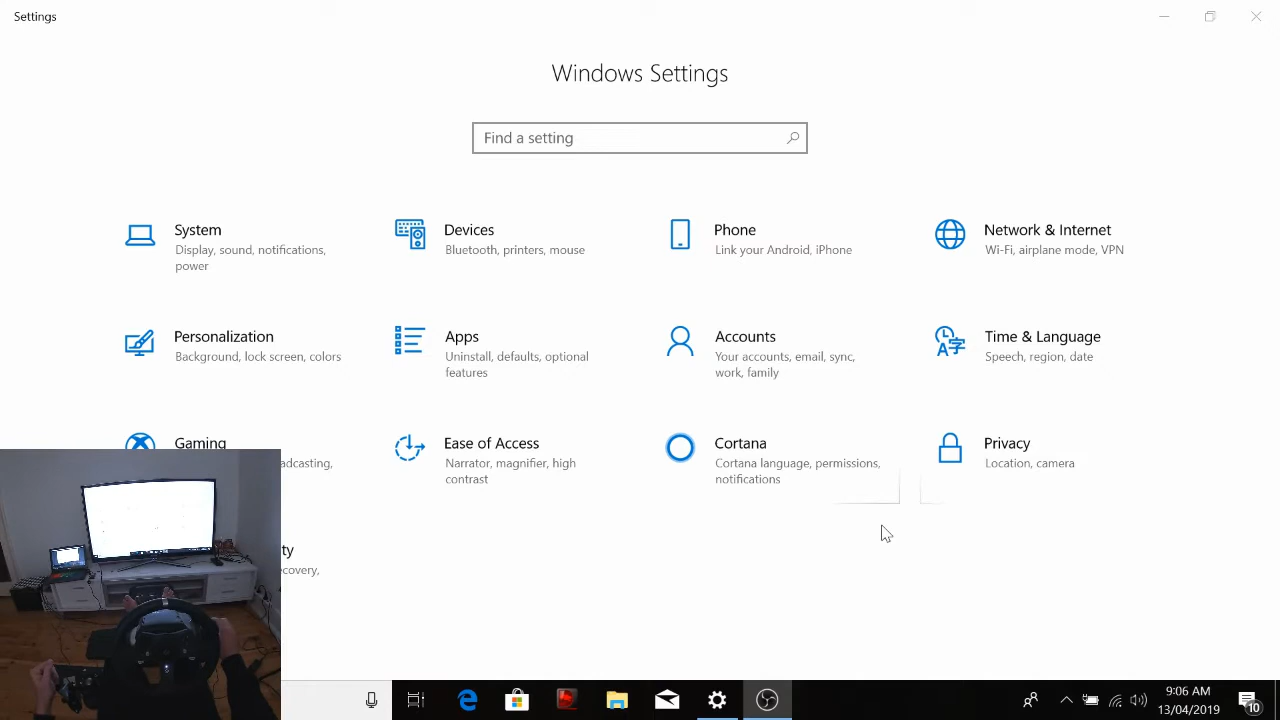 Settings
Windows Settings
Find a setting
System
Display, sound, notifications,
power
Devices
Bluetooth, printers, mouse
Phone
Link your Android, iPhone
Network & Internet
Wi-Fi, airplane mode, VPN
Personalization
Background, lock screen, colors
Apps
Uninstall, defaults, optional
features
Accounts
Your accounts, email, sync,
work, family
Time & Language
Speech, region, date
Gaming
adcasting,
Ease of Access
Narrator, magnifier, high
contrast
Cortana
Cortana language, permissions,
notifications
Privacy
Location, camera
ty
ecovery,
9:06 AM
13/04/2019
10